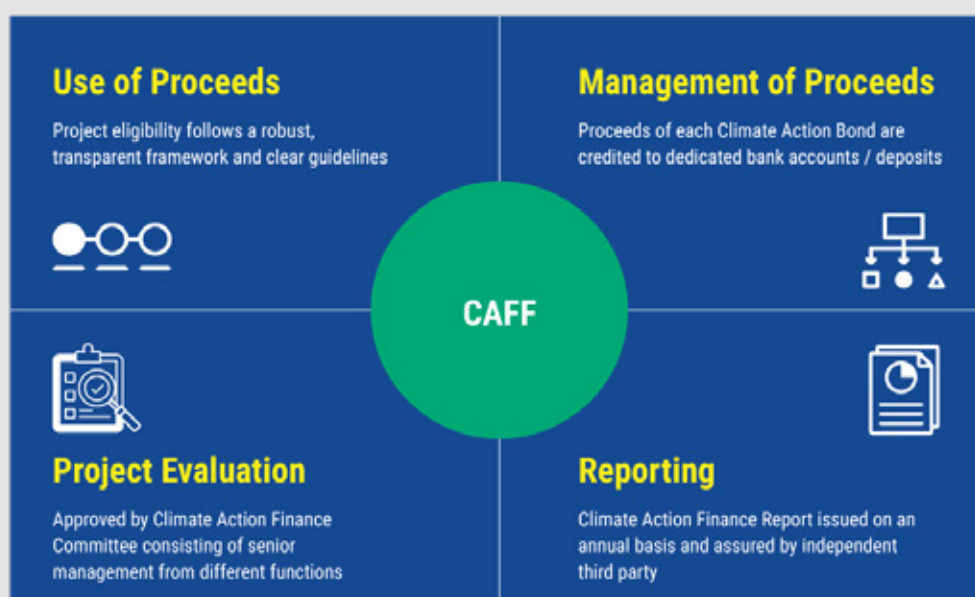 Use of Proceeds
Project eligibility follows a robust,
transparent framework and clear guidelines
Management of Proceeds
Proceeds of each Climate Action Bond are
credited to dedicated bank accounts / deposits
CAFF
Project Evaluation
Approved by Climate Action Finance
Committee consisting of senior
management from different functions
Reporting
Climate Action Finance Report issued on an
annual basis and assured by independent
third party